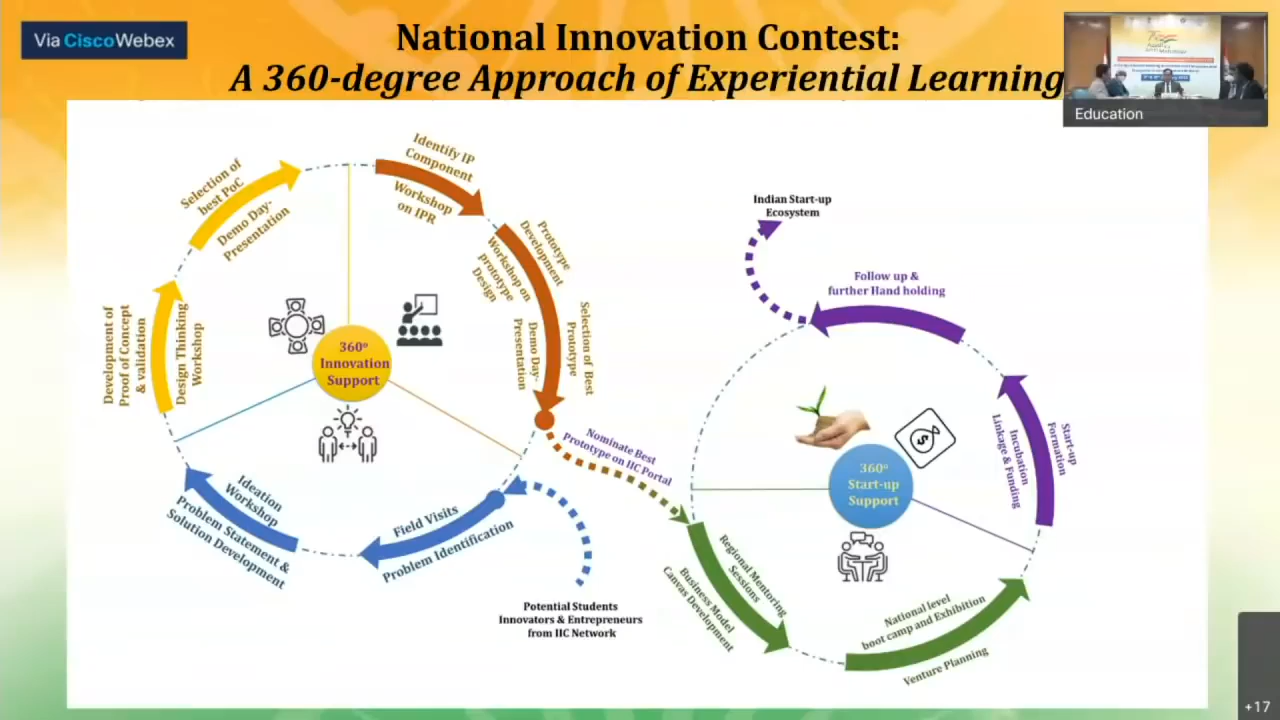 Via CiscoWebex
National Innovation Contest:
A 360-degree Approach of Experiential Learning
Education
Identify IP
Component
Workshop
on IPR
Prototype
Development
Workshop on
prototype
Design
Selection of Best
Prototype
Demo Day-
Presentation
Selection of
best PoC
Demo Day-
Presentation
Development of
Proof of Concept
& validation
Design Thinking
Workshop
360°
Innovation
Support
Ideation
Workshop
Problem Statement &
Solution Development
Field Visits
Problem Identification
Potential Students
Innovators & Entrepreneurs
from IIC Network
Nominate Best
Prototype on IIC Portal
Indian Start-up
Ecosystem
Follow up &
further Hand holding
Start-up
Formation
Incubation
Linkage & Funding
360°
Start-up
Support
Regional Mentoring
Sessions
Business Model
Canvas Development
National level
boot camp and Exhibition
Venture Planning
+17